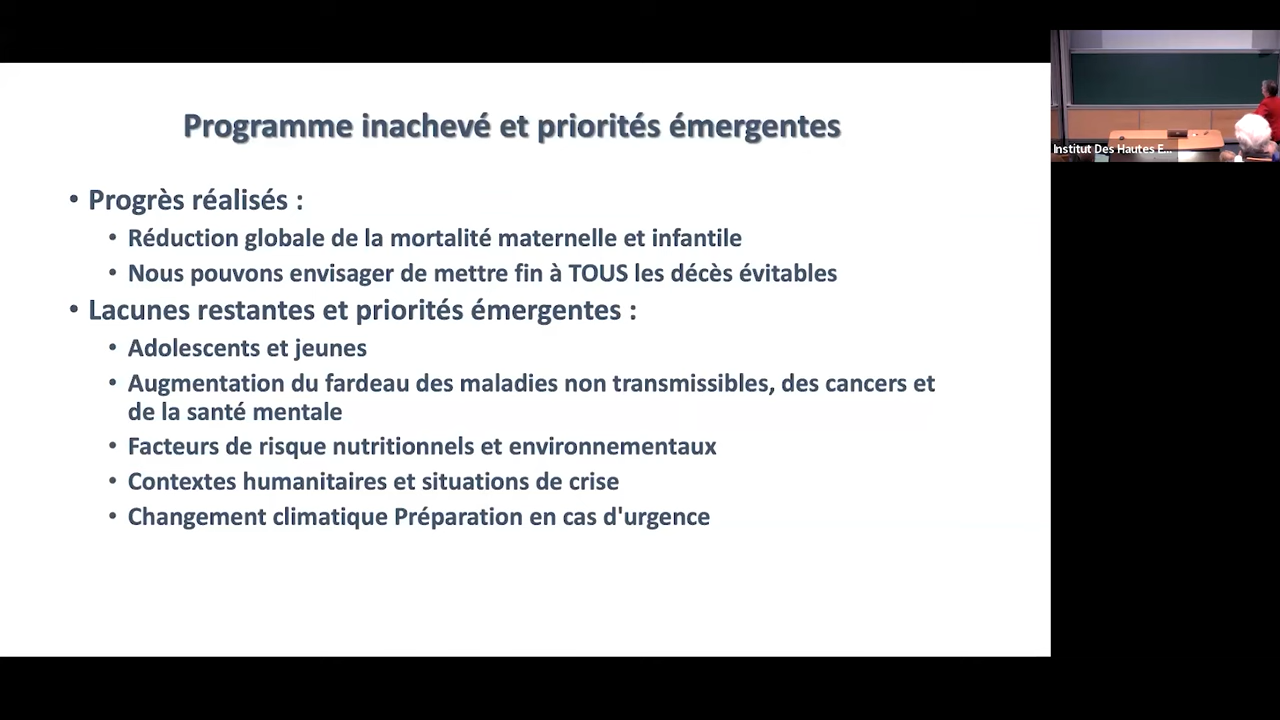 Programme inachevé et priorités émergentes
• Progrès réalisés :
• Réduction globale de la mortalité maternelle et infantile
• Nous pouvons envisager de mettre fin à TOUS les décès évitables
• Lacunes restantes et priorités émergentes :
• Adolescents et jeunes
• Augmentation du fardeau des maladies non transmissibles, des cancers et
de la santé mentale
• Facteurs de risque nutritionnels et environnementaux
• Contextes humanitaires et situations de crise
• Changement climatique Préparation en cas d'urgence
Institut Des Hautes E...